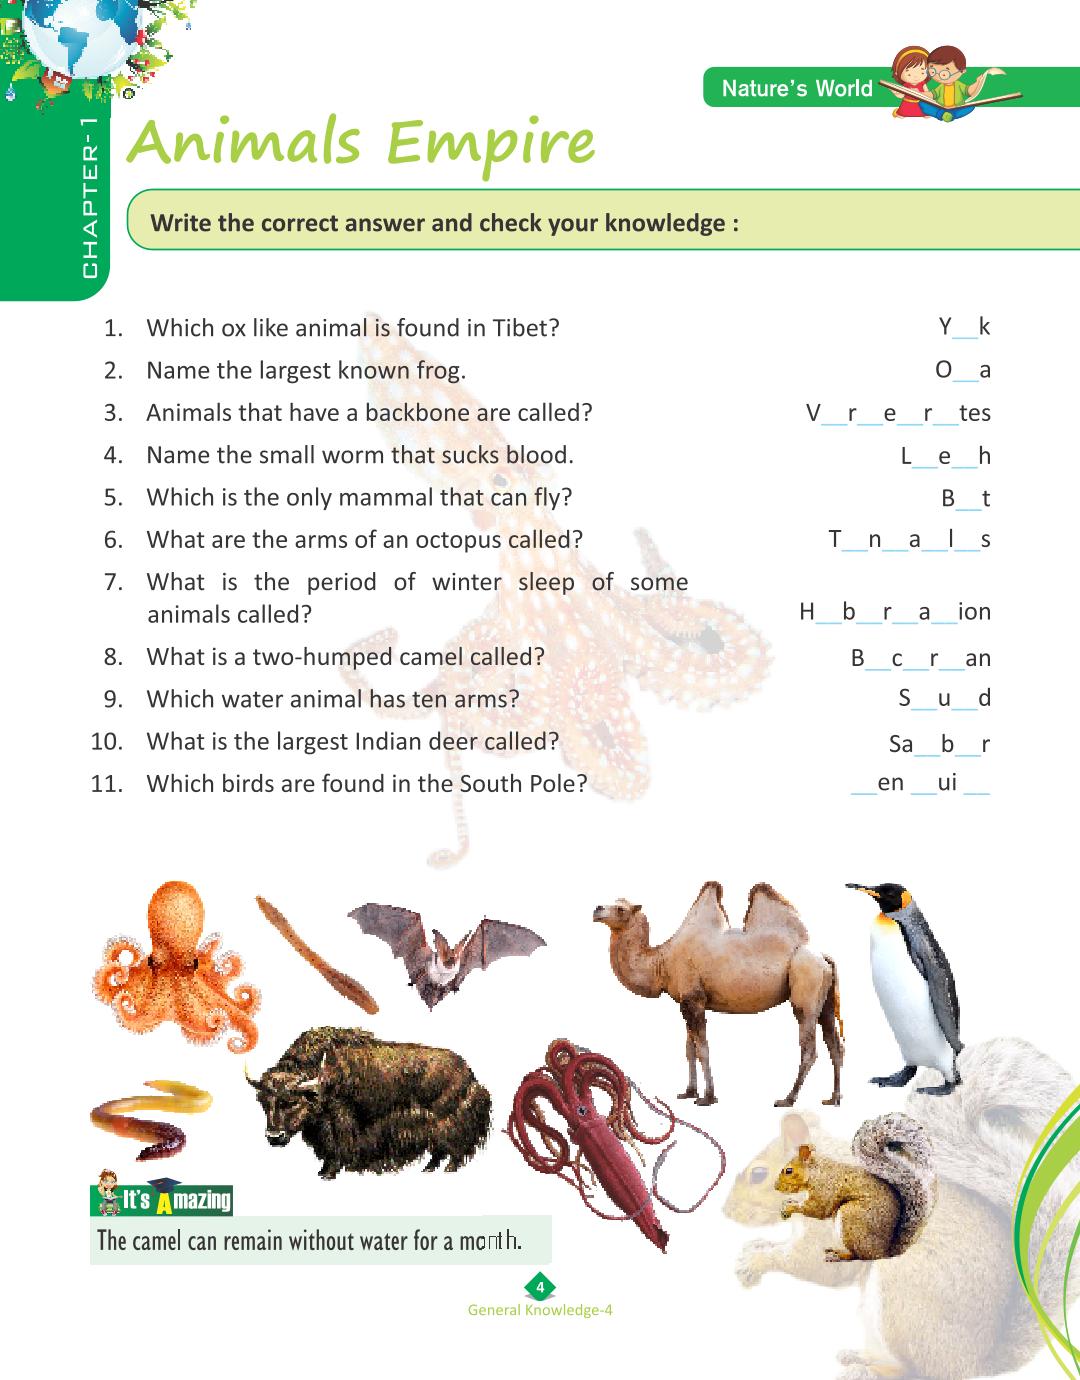 Nature's World
CHAPTER-1
Animals Empire
Write the correct answer and check your knowledge :
1. Which ox like animal is found in Tibet? Y__k
2. Name the largest known frog. O__a
3. Animals that have a backbone are called? V__r__e__r__tes
4. Name the small worm that sucks blood. L__e__h
5. Which is the only mammal that can fly? B__t
6. What are the arms of an octopus called? T__n__a__l__s
7. What is the period of winter sleep of some
animals called? H__b__r__a__ion
8. What is a two-humped camel called? B__c__r__an
9. Which water animal has ten arms? S__u__d
10. What is the largest Indian deer called? Sa__b__r
11. Which birds are found in the South Pole? __en __ui __
It's Amazing
The camel can remain without water for a month.
4
General Knowledge-4